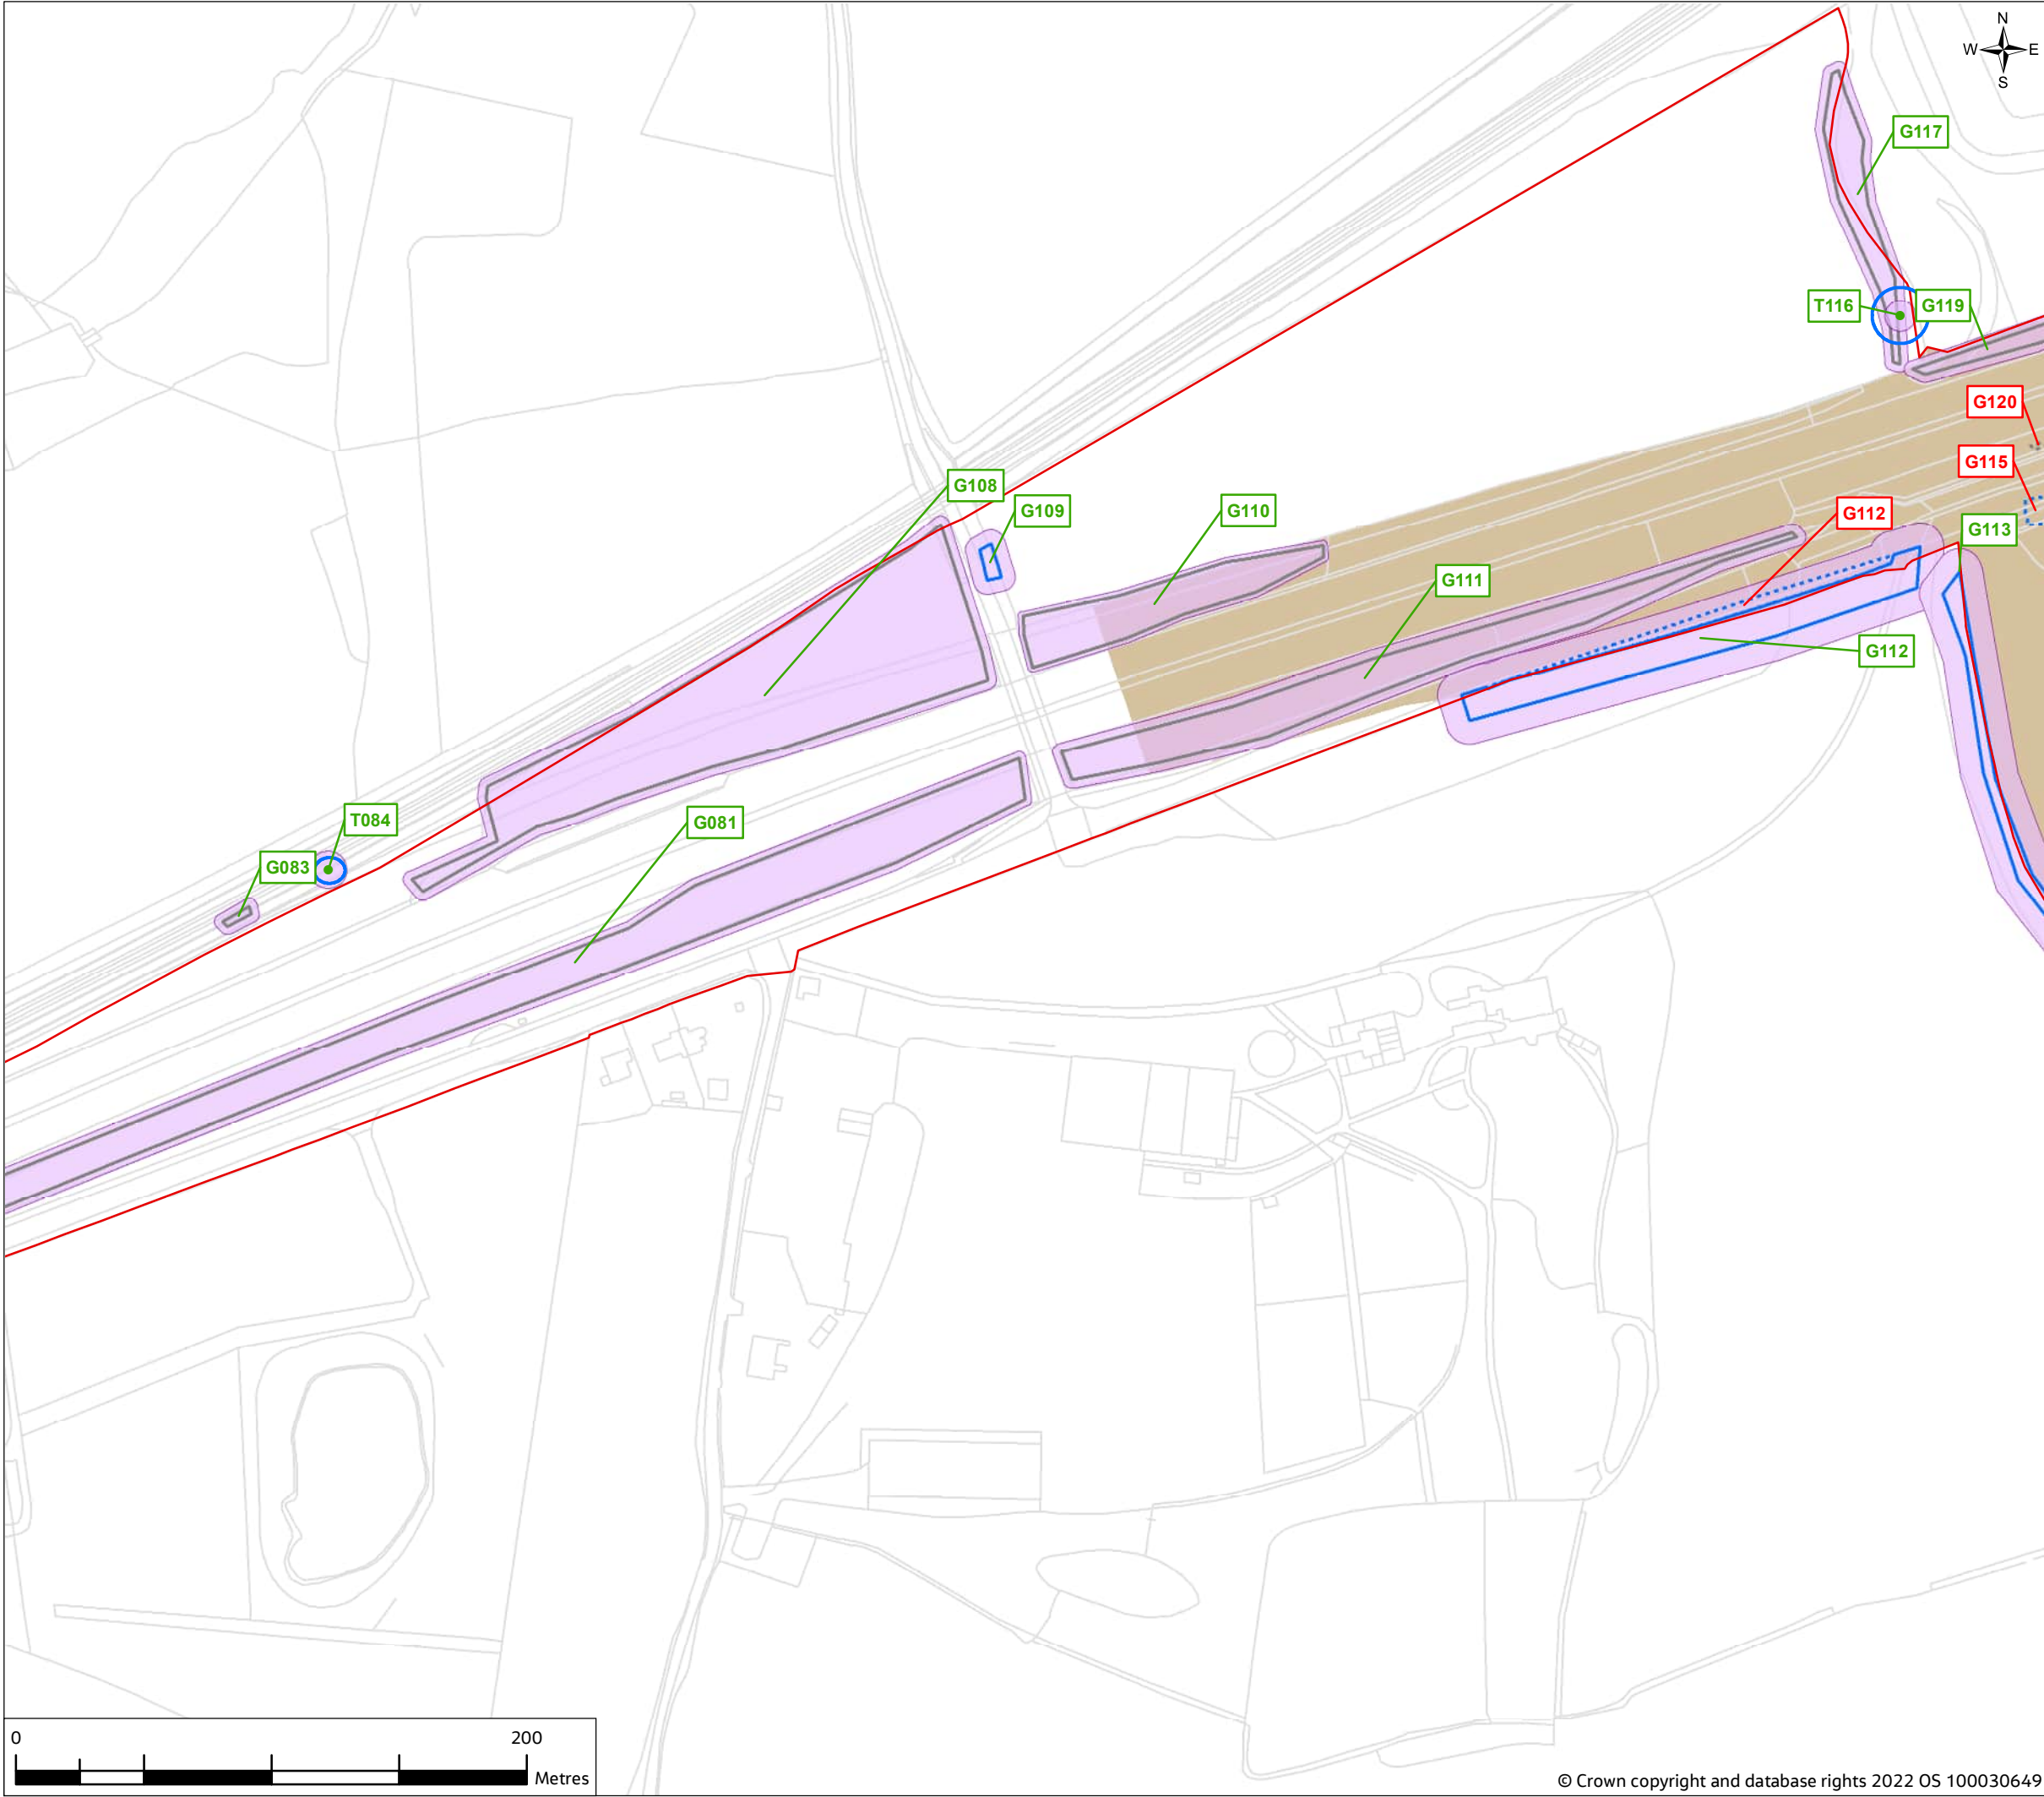 N
W E
S
G117
T116
G119
G120
G115
G108
G109
G110
G112
G113
G111
G112
T084
G081
G083
0 200
Metres
© Crown copyright and database rights 2022 OS 100030649